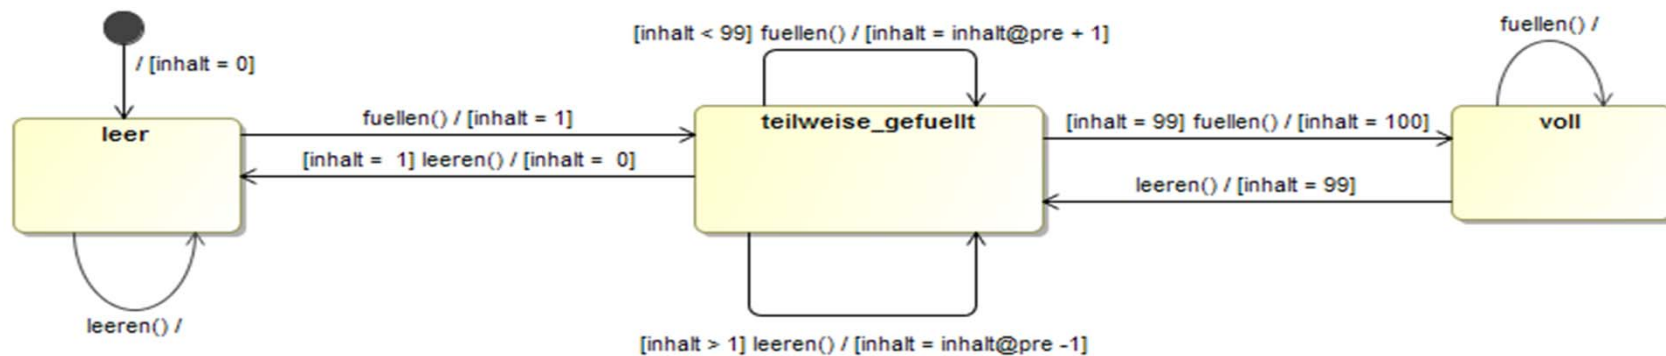 [inhalt < 99] fuellen() / [inhalt = inhalt@pre + 1]
fuellen() /
/ [inhalt = 0]
leer
fuellen() / [inhalt = 1]
teilweise_gefuellt
[inhalt = 99] fuellen() / [inhalt = 100]
voll
[inhalt =  1] leeren() / [inhalt =  0]
leeren() / [inhalt = 99]
leeren() /
[inhalt > 1] leeren() / [inhalt = inhalt@pre -1]